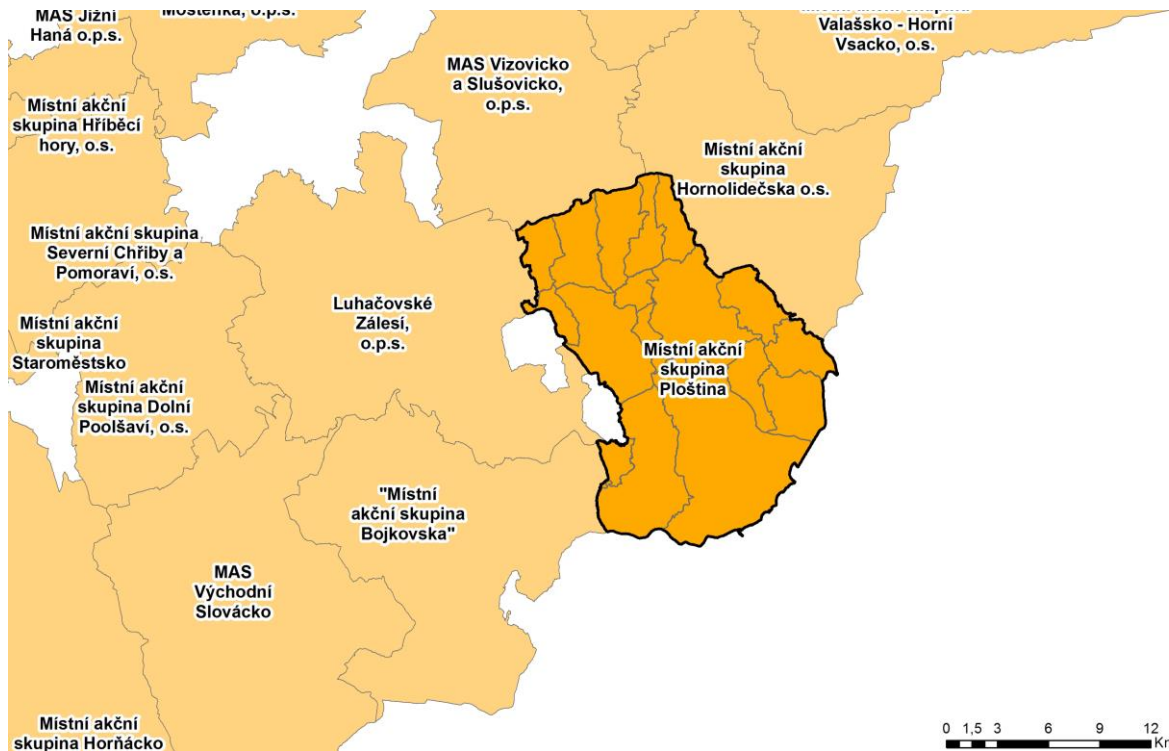 MAS Jižní
Haná o.p.s.
Moštěnka, o.p.s.
Valašsko - Horní
Vsacko, o.s.
MAS Vizovicko
a Slušovicko,
o.p.s.
Místní akční
skupina Hříběcí
hory, o.s.
Místní akční
skupina
Hornolidečska o.s.
Místní akční skupina
Severní Chřiby a
Pomoraví, o.s.
Luhačovské
Zálesí,
o.p.s.
Místní akční
skupina
Staroměstsko
Místní akční
skupina
Ploština
Místní akční
skupina Dolní
Poolšaví, o.s.
"Místní
akční skupina
Bojkovska"
MAS
Východní
Slovácko
Místní akční
skupina Horňácko
0 1,5 3 6 9 12